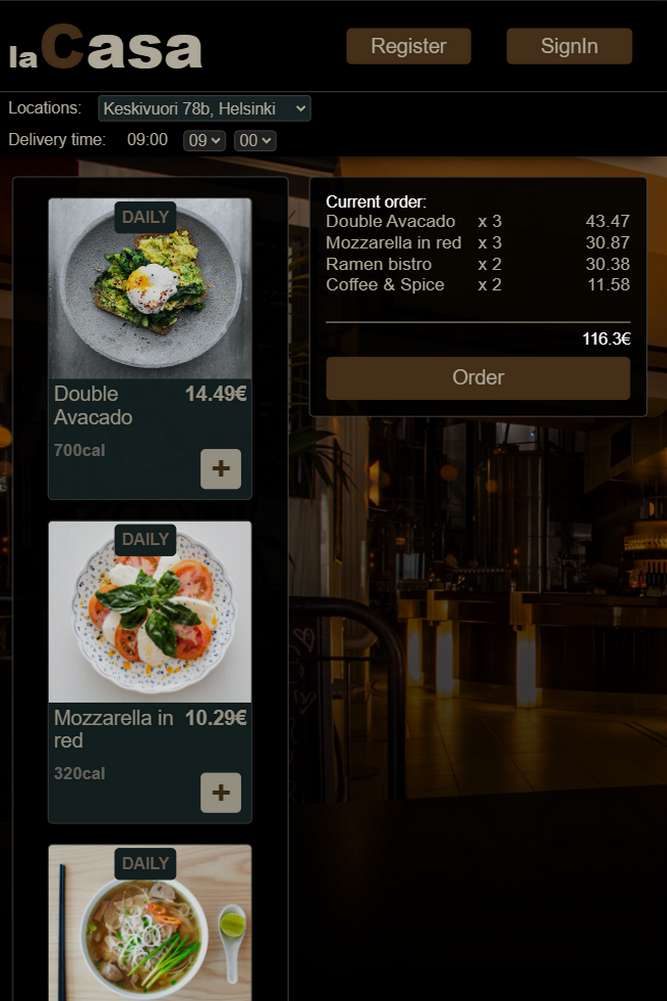 laCasa
Register
SignIn
Locations: Keskivuori 78b, Helsinki
Delivery time: 09:00 09 00
DAILY
Double
Avacado
14.49€
700cal
+
DAILY
Mozzarella in
red
10.29€
320cal
+
DAILY
Current order:
Double Avacado x 3 43.47
Mozzarella in red x 3 30.87
Ramen bistro x 2 30.38
Coffee & Spice x 2 11.58
116.3€
Order